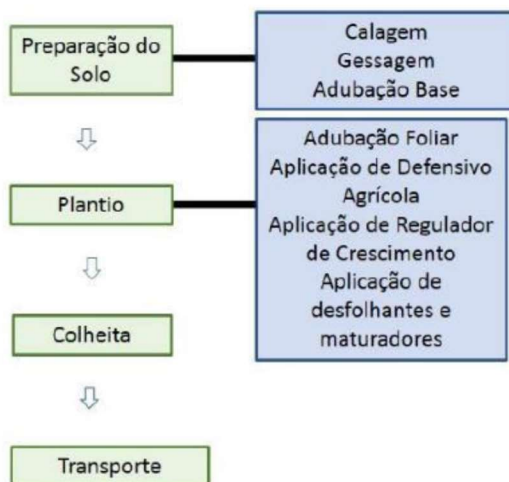 Preparação do
Solo
Calagem
Gessagem
Adubação Base
Plantio
Adubação Foliar
Aplicação de Defensivo
Agrícola
Aplicação de Regulador
de Crescimento
Aplicação de
desfolhantes e
maturadores
Colheita
Transporte